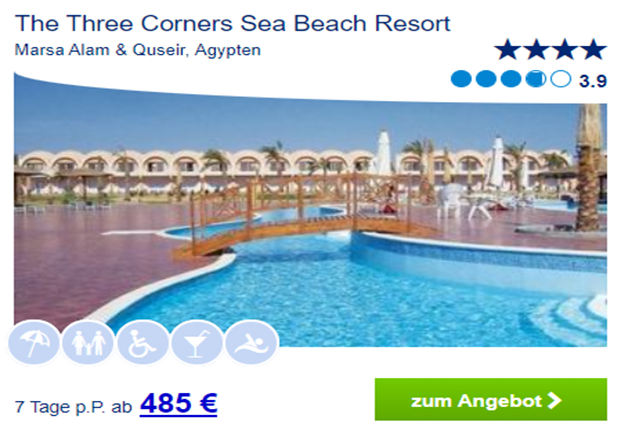 The Three Corners Sea Beach Resort
Marsa Alam & Quseir, Agypten
3.9
7 Tage p.P. ab 485 €
zum Angebot